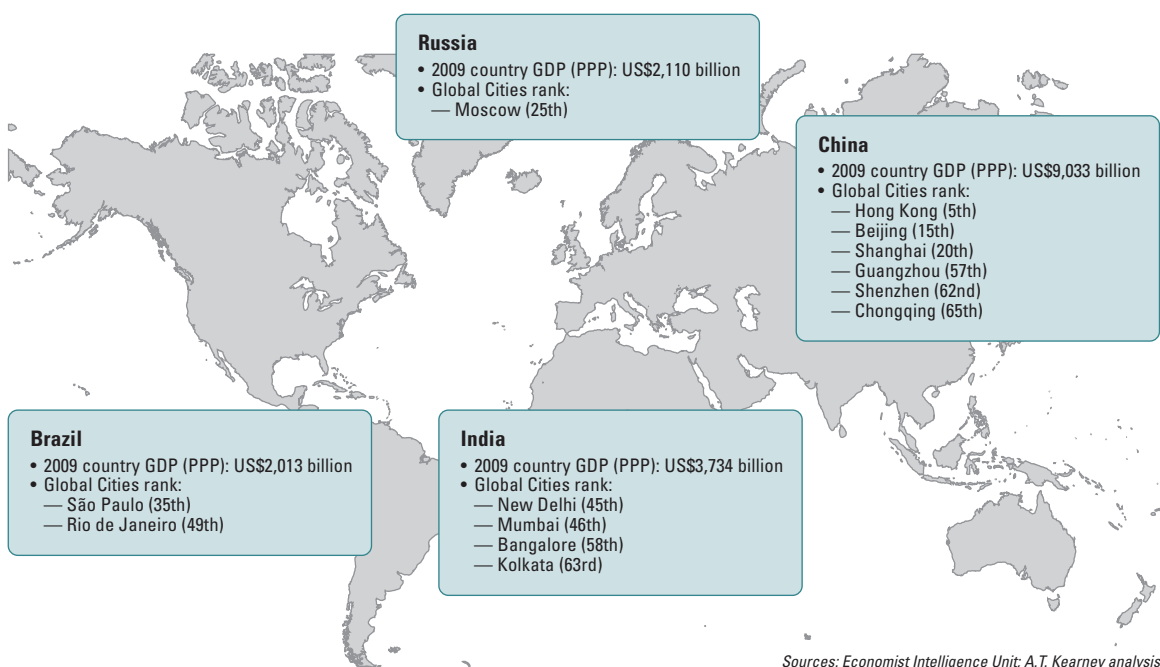 Russia
• 2009 country GDP (PPP): US$2,110 billion
• Global Cities rank:
— Moscow (25th)
China
• 2009 country GDP (PPP): US$9,033 billion
• Global Cities rank:
— Hong Kong (5th)
— Beijing (15th)
— Shanghai (20th)
— Guangzhou (57th)
— Shenzhen (62nd)
— Chongqing (65th)
Brazil
• 2009 country GDP (PPP): US$2,013 billion
• Global Cities rank:
— São Paulo (35th)
— Rio de Janeiro (49th)
India
• 2009 country GDP (PPP): US$3,734 billion
• Global Cities rank:
— New Delhi (45th)
— Mumbai (46th)
— Bangalore (58th)
— Kolkata (63rd)
Sources: Economist Intelligence Unit; A.T. Kearney analysis